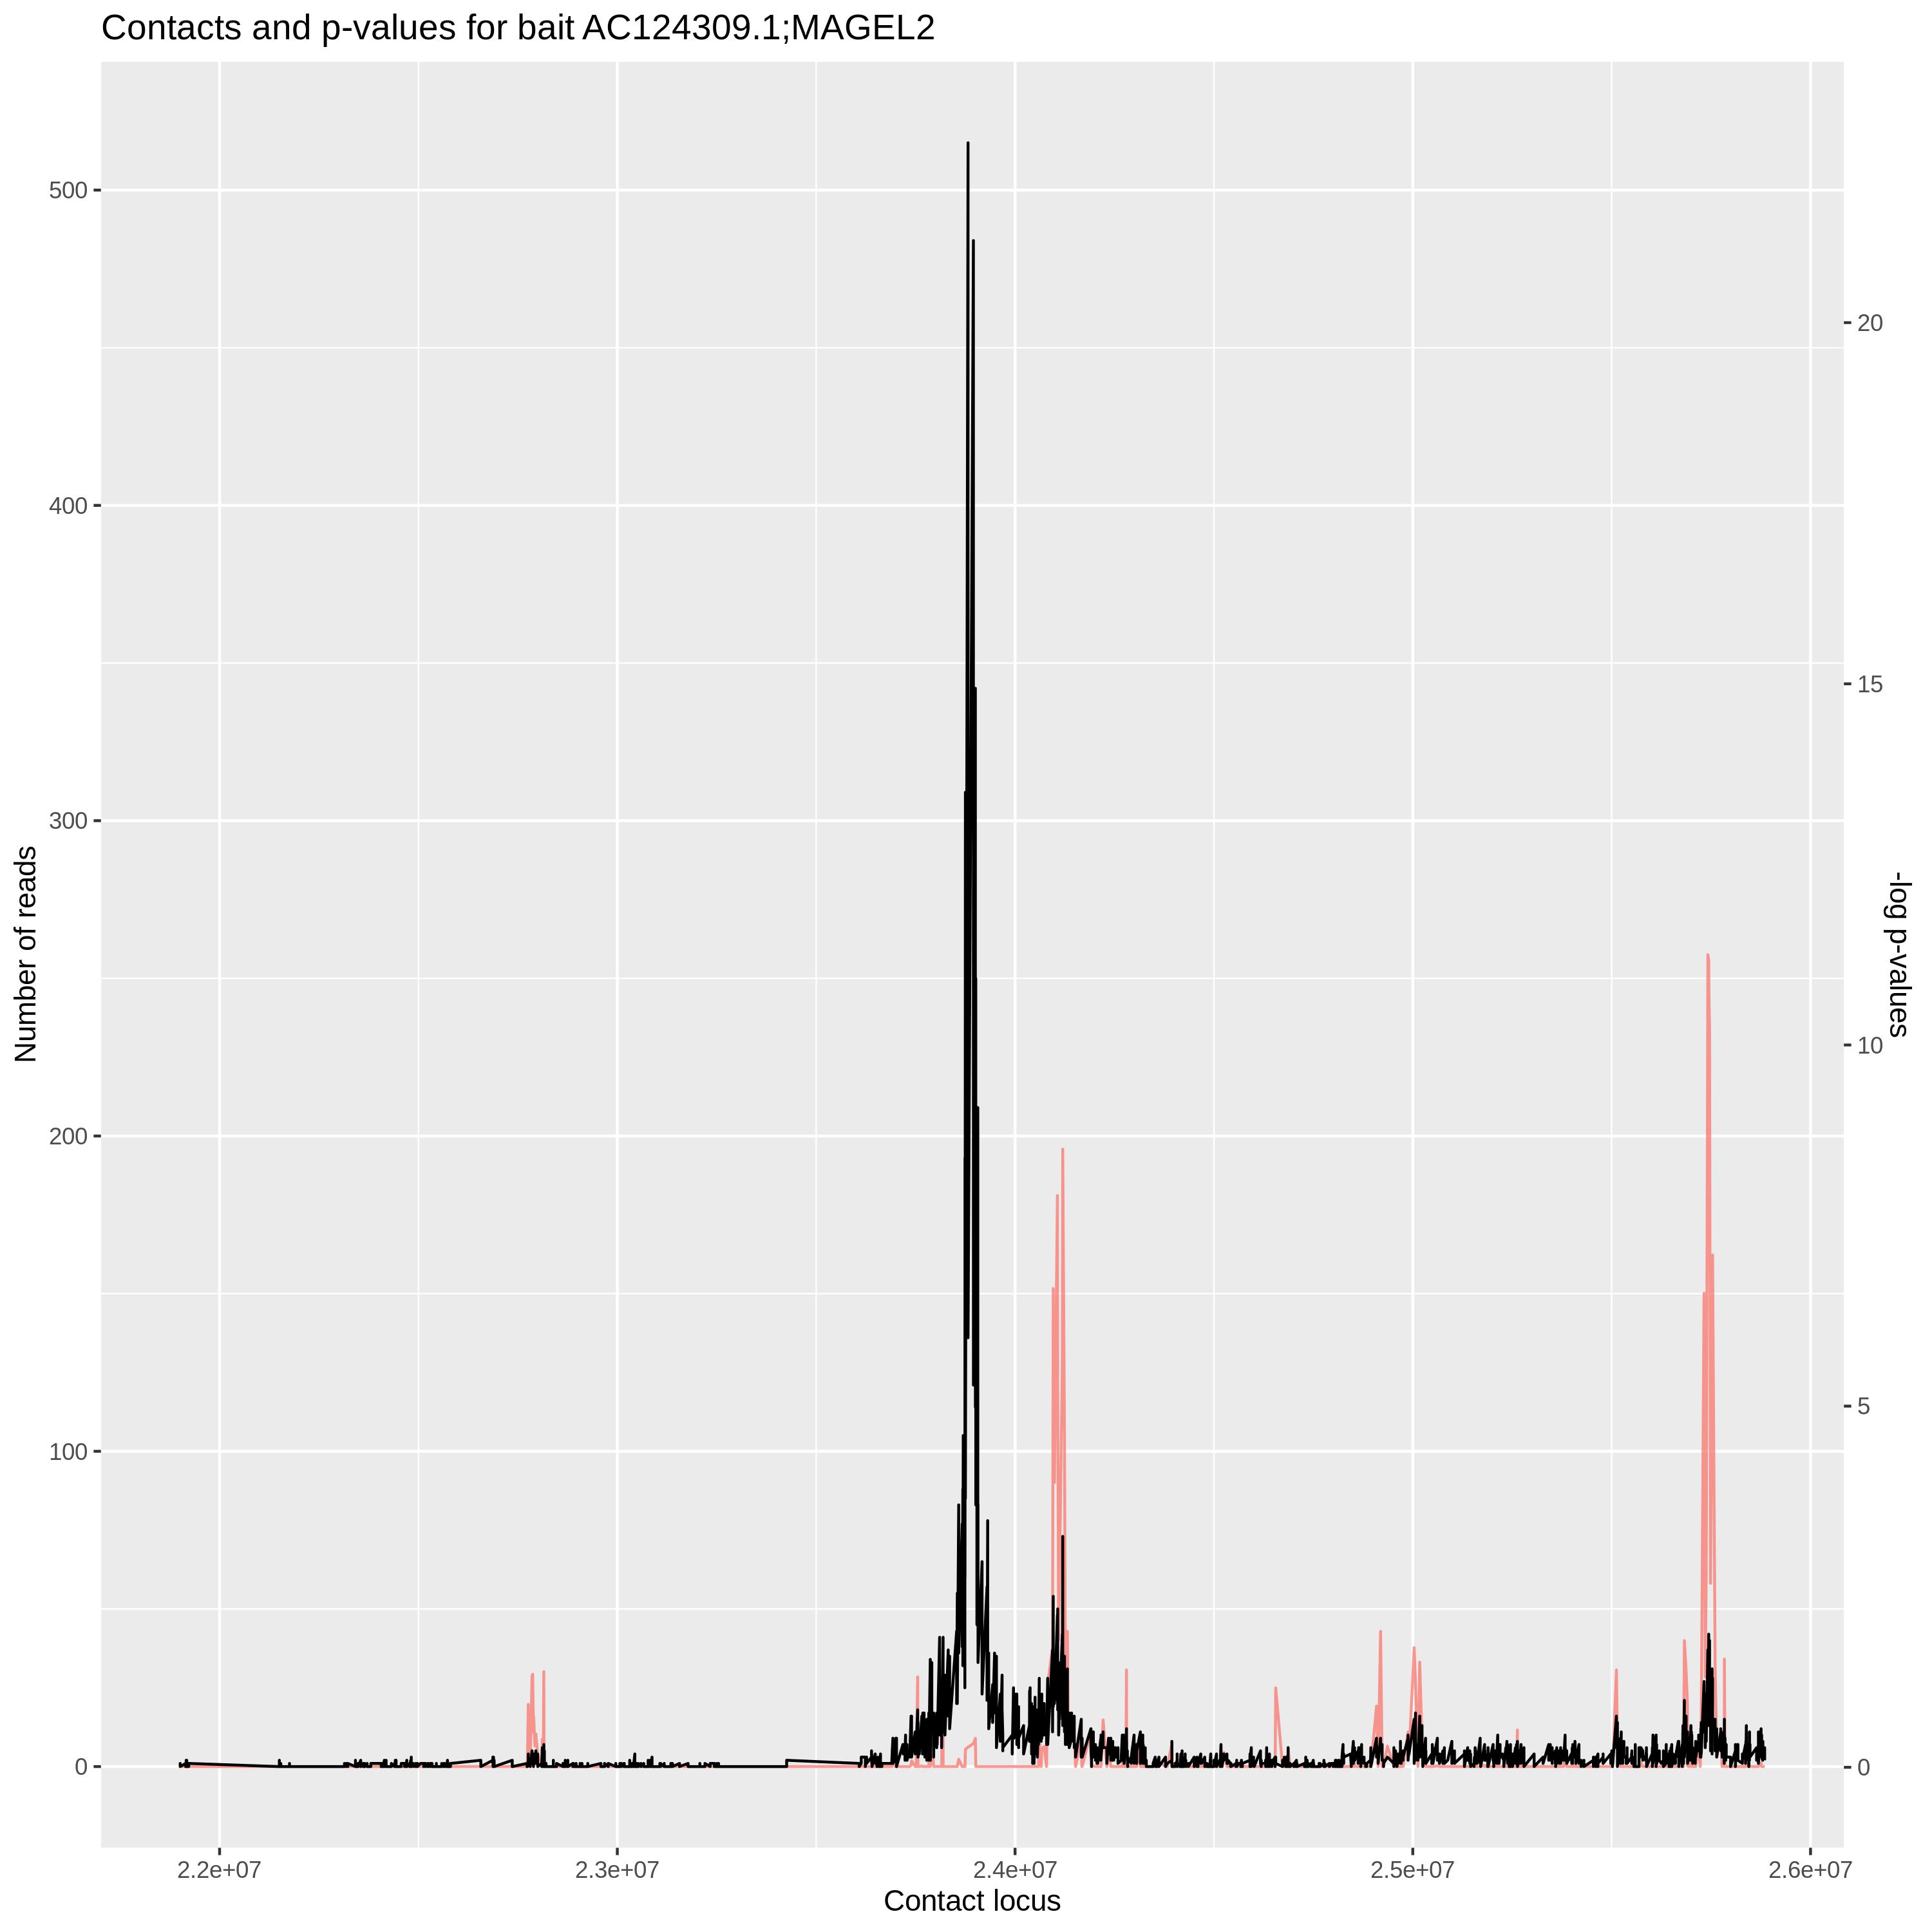 Contacts and p-values for bait AC124309.1;MAGEL2
500
400
300
200
100
0
Number of reads
20
15
10
5
0
-log p-values
2.2e+07
2.3e+07
2.4e+07
2.5e+07
2.6e+07
Contact locus